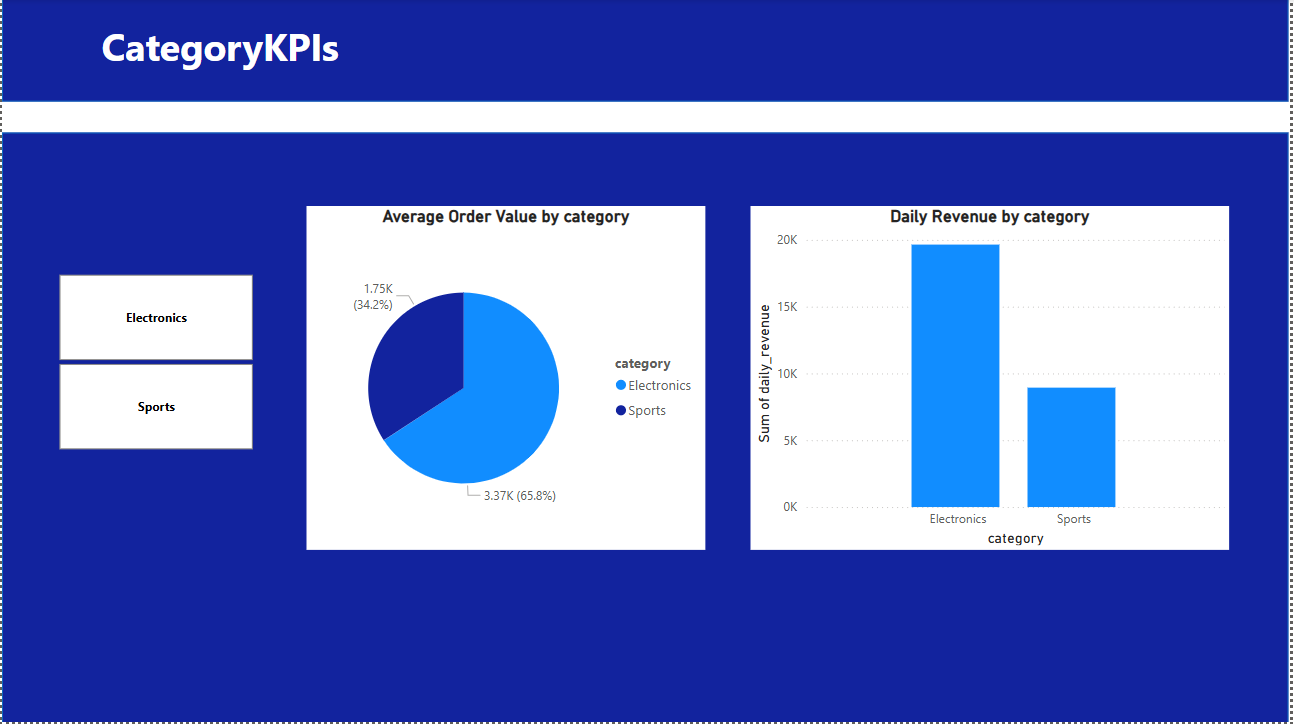 CategoryKPIs
Electronics
Sports
Average Order Value by category
1.75K
(34.2%)
3.37K (65.8%)
category
Electronics
Sports
Daily Revenue by category
Sum of daily_revenue
20K
15K
10K
5K
0K
Electronics
Sports
category